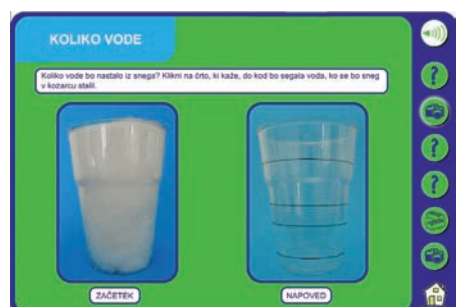 KOLIKO VODE
Koliko vode bo nastalo iz snega? Klikni na črto, ki kaže, do kod bo segala voda, ko se bo sneg
v kozarcu stalil.
ZAČETEK
NAPOVED